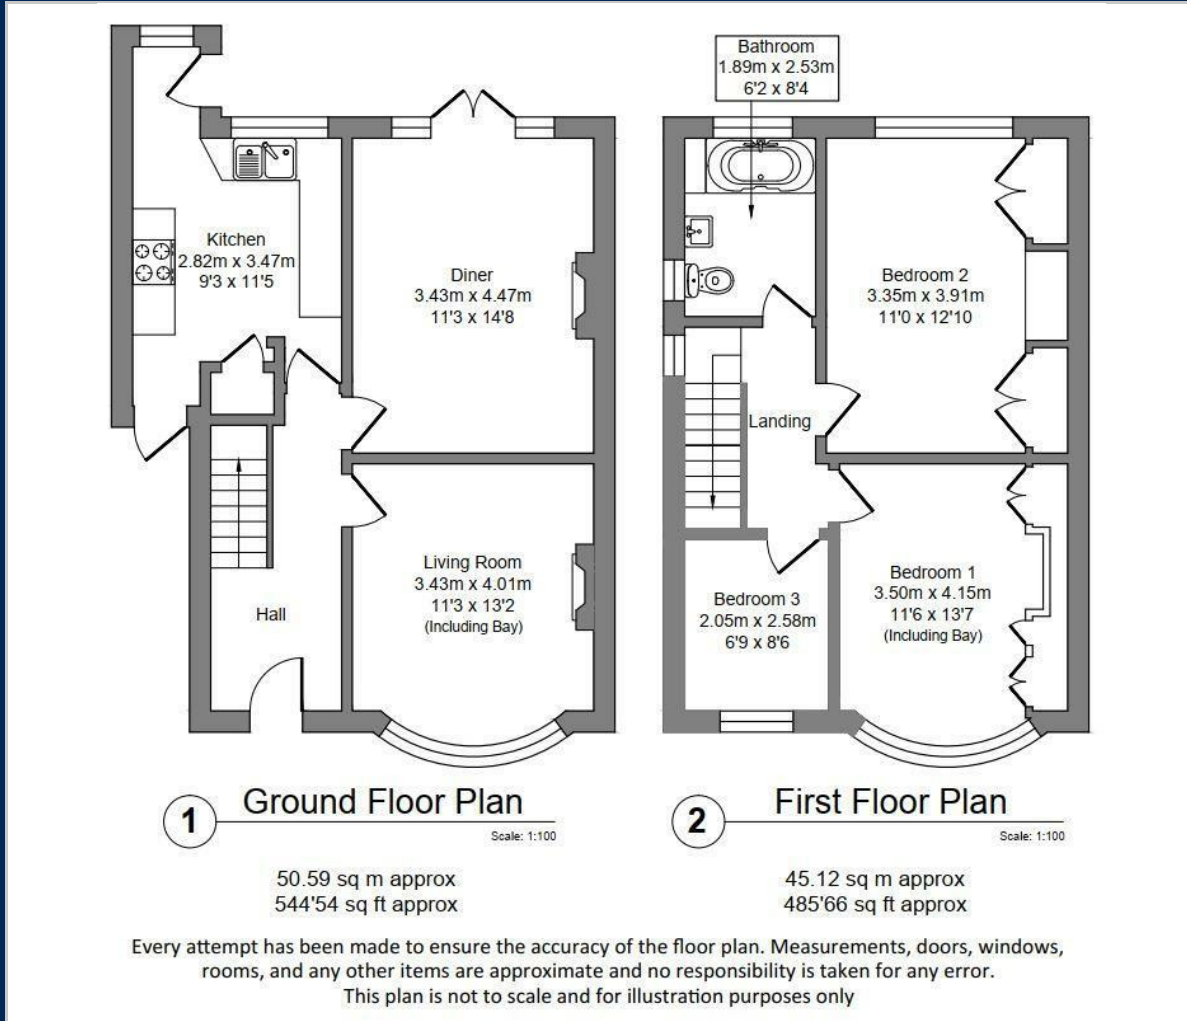 Bathroom
1.89m x 2.53m
6'2 x 8'4
Kitchen
2.82m x 3.47m
9'3 x 11'5
Diner
3.43m x 4.47m
11'3 x 14'8
Living Room
3.43m x 4.01m
11'3 x 13'2
(Including Bay)
Hall
Bedroom 2
3.35m x 3.91m
11'0 x 12'10
Landing
Bedroom 1
3.50m x 4.15m
11'6 x 13'7
(Including Bay)
Bedroom 3
2.05m x 2.58m
6'9 x 8'6
1
Ground Floor Plan
Scale: 1:100
50.59 sq m approx
544'54 sq ft approx
2
First Floor Plan
Scale: 1:100
45.12 sq m approx
485'66 sq ft approx
Every attempt has been made to ensure the accuracy of the floor plan. Measurements, doors, windows,
rooms, and any other items are approximate and no responsibility is taken for any error.
This plan is not to scale and for illustration purposes only